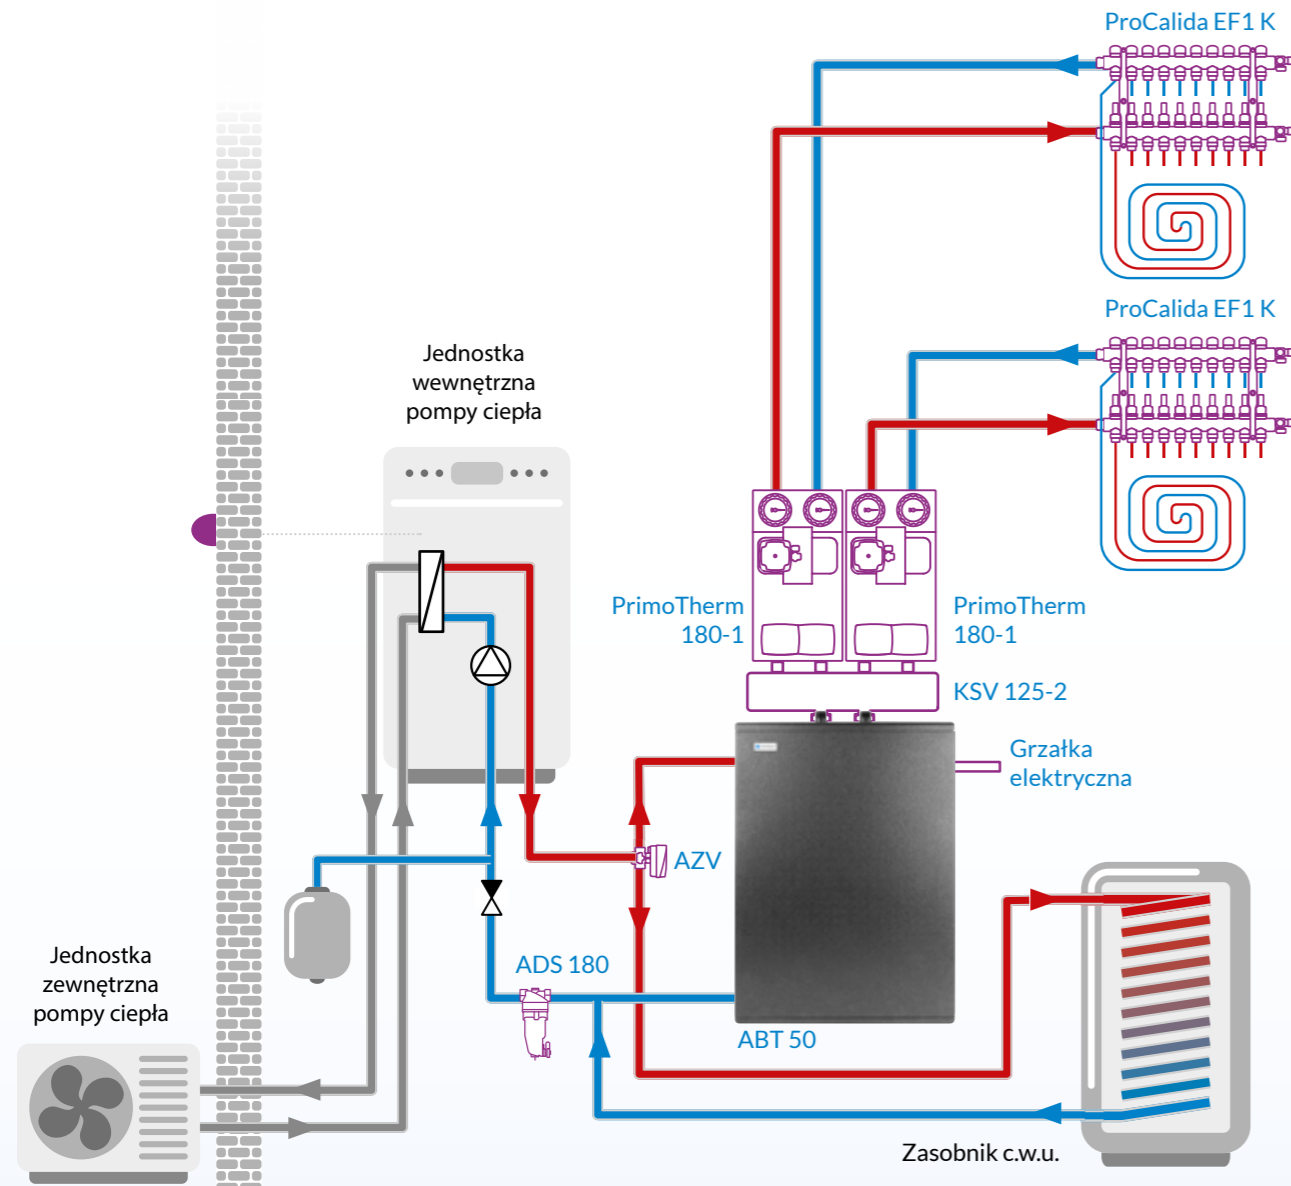 ProCalida EF1 K
ProCalida EF1 K
Jednostka
wewnętrzna
pompy ciepła
PrimoTherm
180-1
PrimoTherm
180-1
KSV 125-2
Grzałka
elektryczna
AZV
ADS 180
Jednostka
zewnętrzna
pompy ciepła
ABT 50
Zasobnik c.w.u.